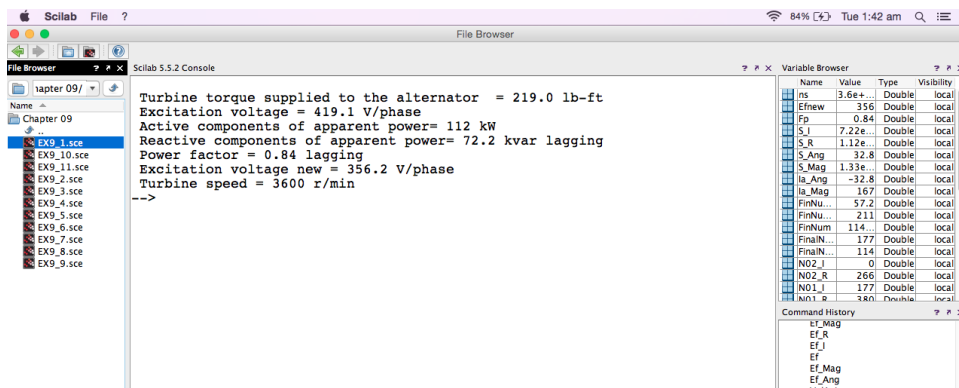 Scilab File ?
84% Tue 1:42 am
File Browser
File Browser ? ↗ ×
Scilab 5.5.2 Console ? ↗ ×
Variable Browser ? ↗
hapter 09/
Name
Chapter 09
..
EX9_1.sce
EX9_10.sce
EX9_11.sce
EX9_2.sce
EX9_3.sce
EX9_4.sce
EX9_5.sce
EX9_6.sce
EX9_7.sce
EX9_8.sce
EX9_9.sce
Turbine torque supplied to the alternator = 219.0 lb-ft
Excitation voltage = 419.1 V/phase
Active components of apparent power= 112 kW
Reactive components of apparent power= 72.2 kvar lagging
Power factor = 0.84 lagging
Excitation voltage new = 356.2 V/phase
Turbine speed = 3600 r/min
-->
Name Value Type Visibility
ns 3.6e+... Double local
Efnew 356 Double local
Fp 0.84 Double local
S_I 7.22e... Double local
S_R 1.12e... Double local
S_Ang 32.8 Double local
S_Mag 1.33e... Double local
Ia_Ang -32.8 Double local
Ia_Mag 167 Double local
FinNu... 57.2 Double local
FinNu... 211 Double local
FinNum 114... Double local
FinalN... 177 Double local
FinalN... 114 Double local
N02_I 0 Double local
N02_R 266 Double local
N01_I 177 Double local
N01_R 380 Double local
Command History ? ↗
Ef_Mag
Ef_R
Ef_I
Ef
Ef_Mag
Ef_Ang